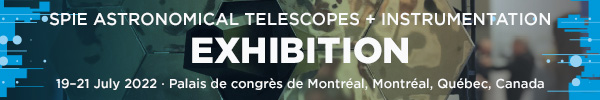 SPIE ASTRONOMICAL TELESCOPES + INSTRUMENTATION
EXHIBITION
19–21 July 2022 · Palais de congrès de Montréal, Montréal, Québec, Canada